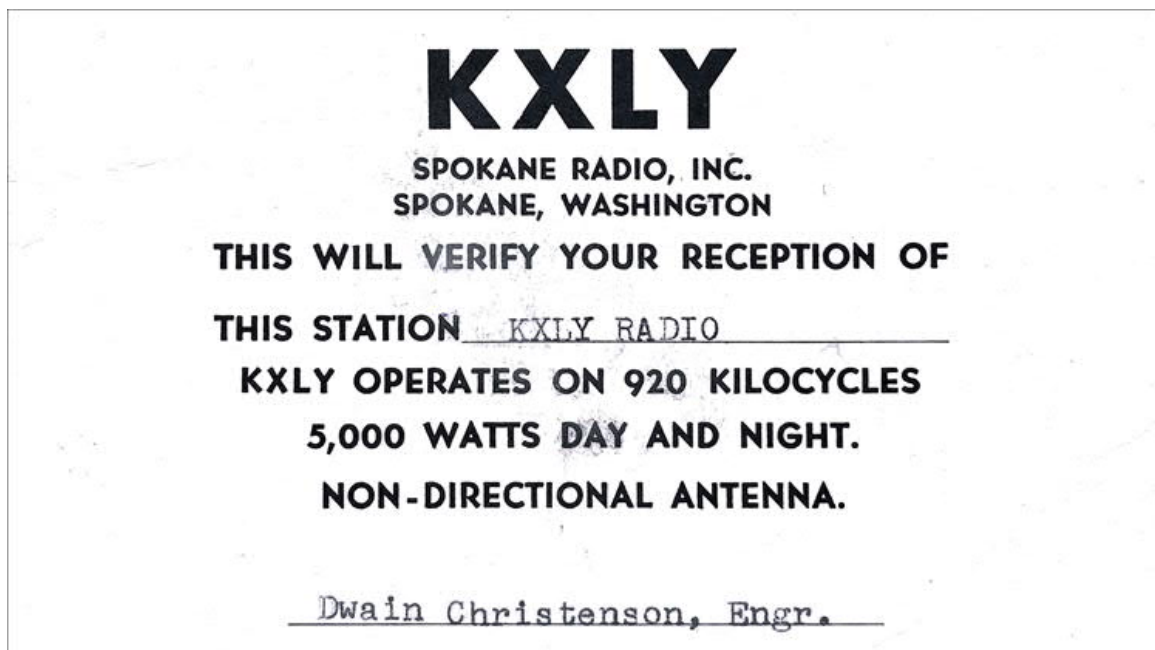 KXLY
SPOKANE RADIO, INC.
SPOKANE, WASHINGTON
THIS WILL VERIFY YOUR RECEPTION OF
THIS STATION KXLY RADIO
KXLY OPERATES ON 920 KILOCYCLES
5,000 WATTS DAY AND NIGHT.
NON-DIRECTIONAL ANTENNA.
Dwain Christenson, Engr.